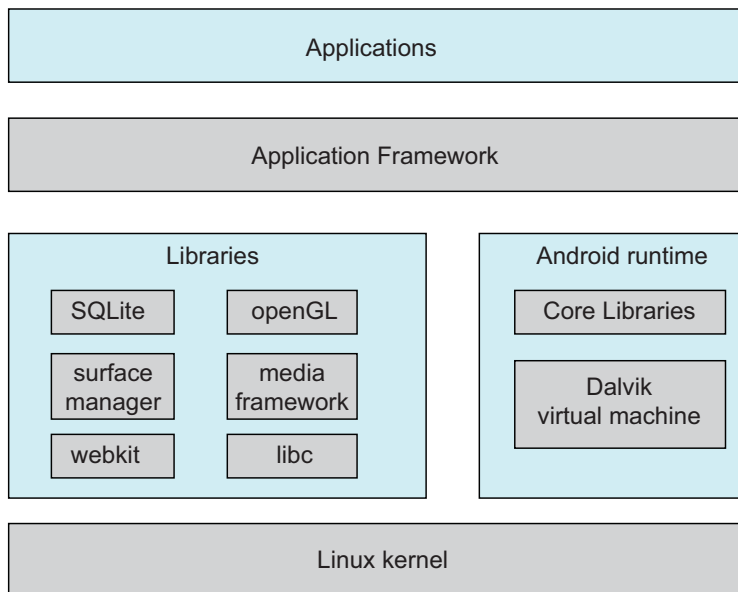 Applications
Application Framework
Libraries
SQLite
openGL
surface
manager
media
framework
webkit
libc
Android runtime
Core Libraries
Dalvik
virtual machine
Linux kernel